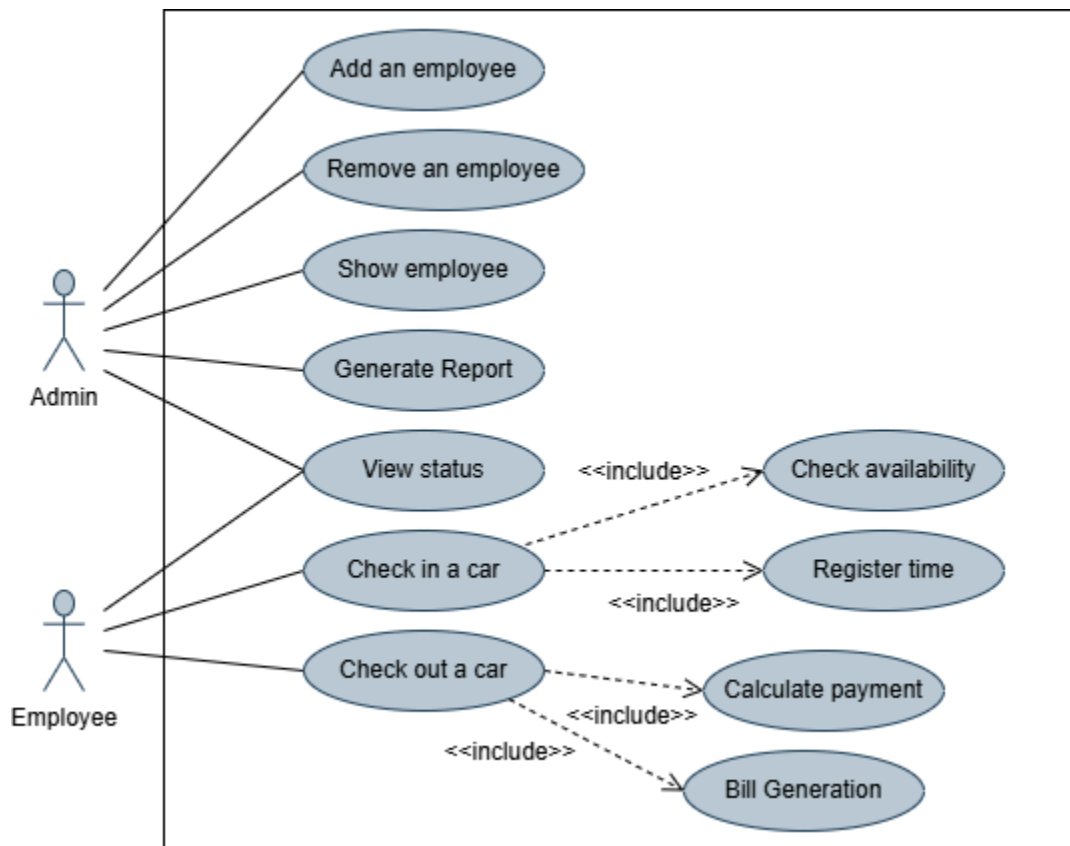 Add an employee
Remove an employee
Show employee
Generate Report
Admin
View status
<<include>>
Check availability
Check in a car
Register time
<<include>>
Check out a car
Calculate payment
Employee
<<include>>
<<include>>
Bill Generation